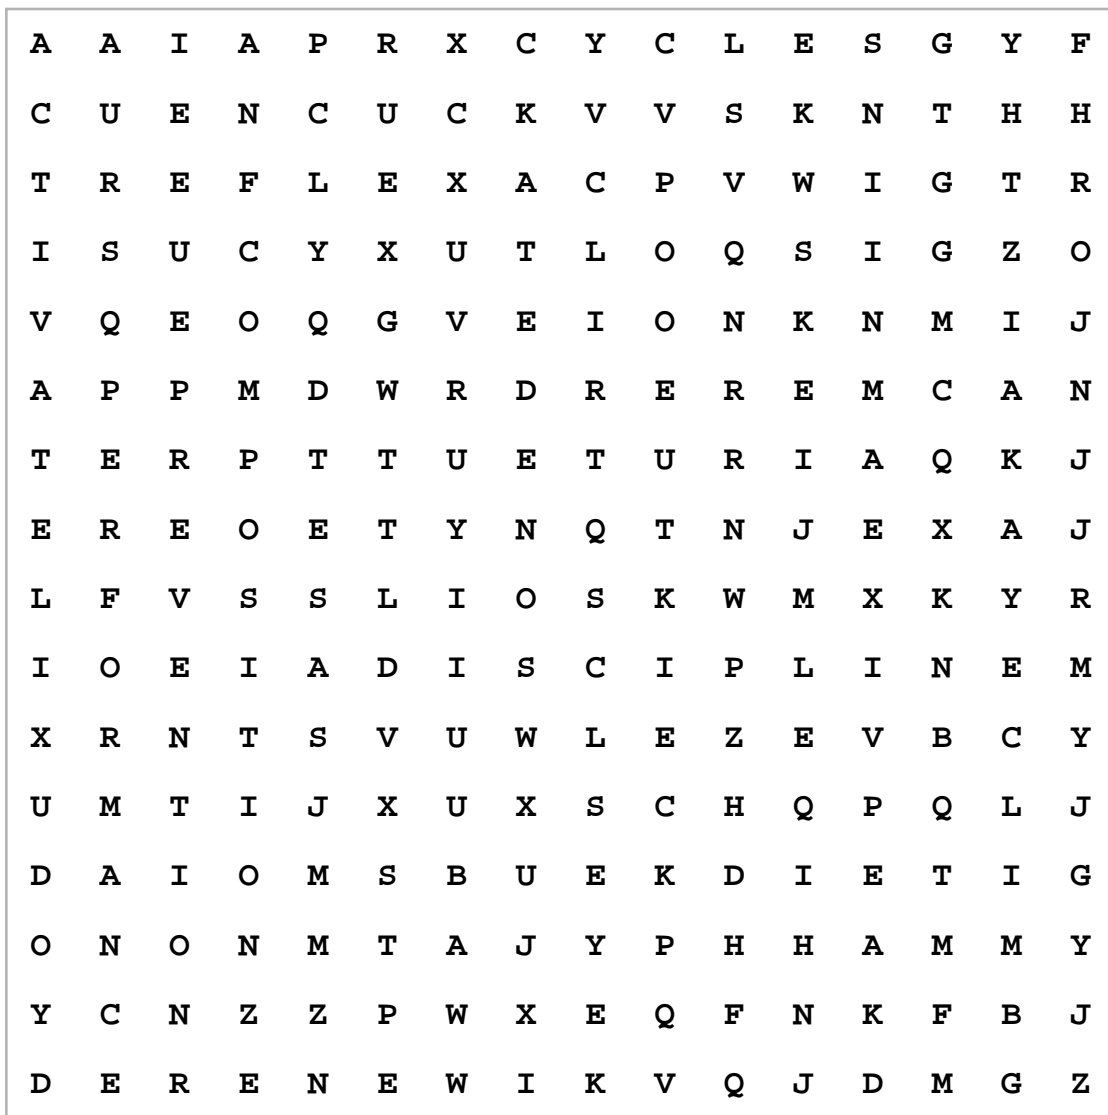 A A I A P R X C Y C L E S G Y F
C U E N C U C K V V S K N T H H
T R E F L E X A C P V W I G T R
I S U C Y X U T L O Q S I G Z O
V Q E O Q G V E I O N K N M I J
A P P M D W R D R E R E M C A N
T E R P T T U E T U R I A Q K J
E R E O E T Y N Q T N J E X A J
L F V S S L I O S K W M X K Y R
I O E I A D I S C I P L I N E M
X R N T S V U W L E Z E V B C Y
U M T I J X U X S C H Q P Q L J
D A I O M S B U E K D I E T I G
O N O N M T A J Y P H H A M M Y
Y C N Z Z P W X E Q F N K F B J
D E R E N E W I K V Q J D M G Z